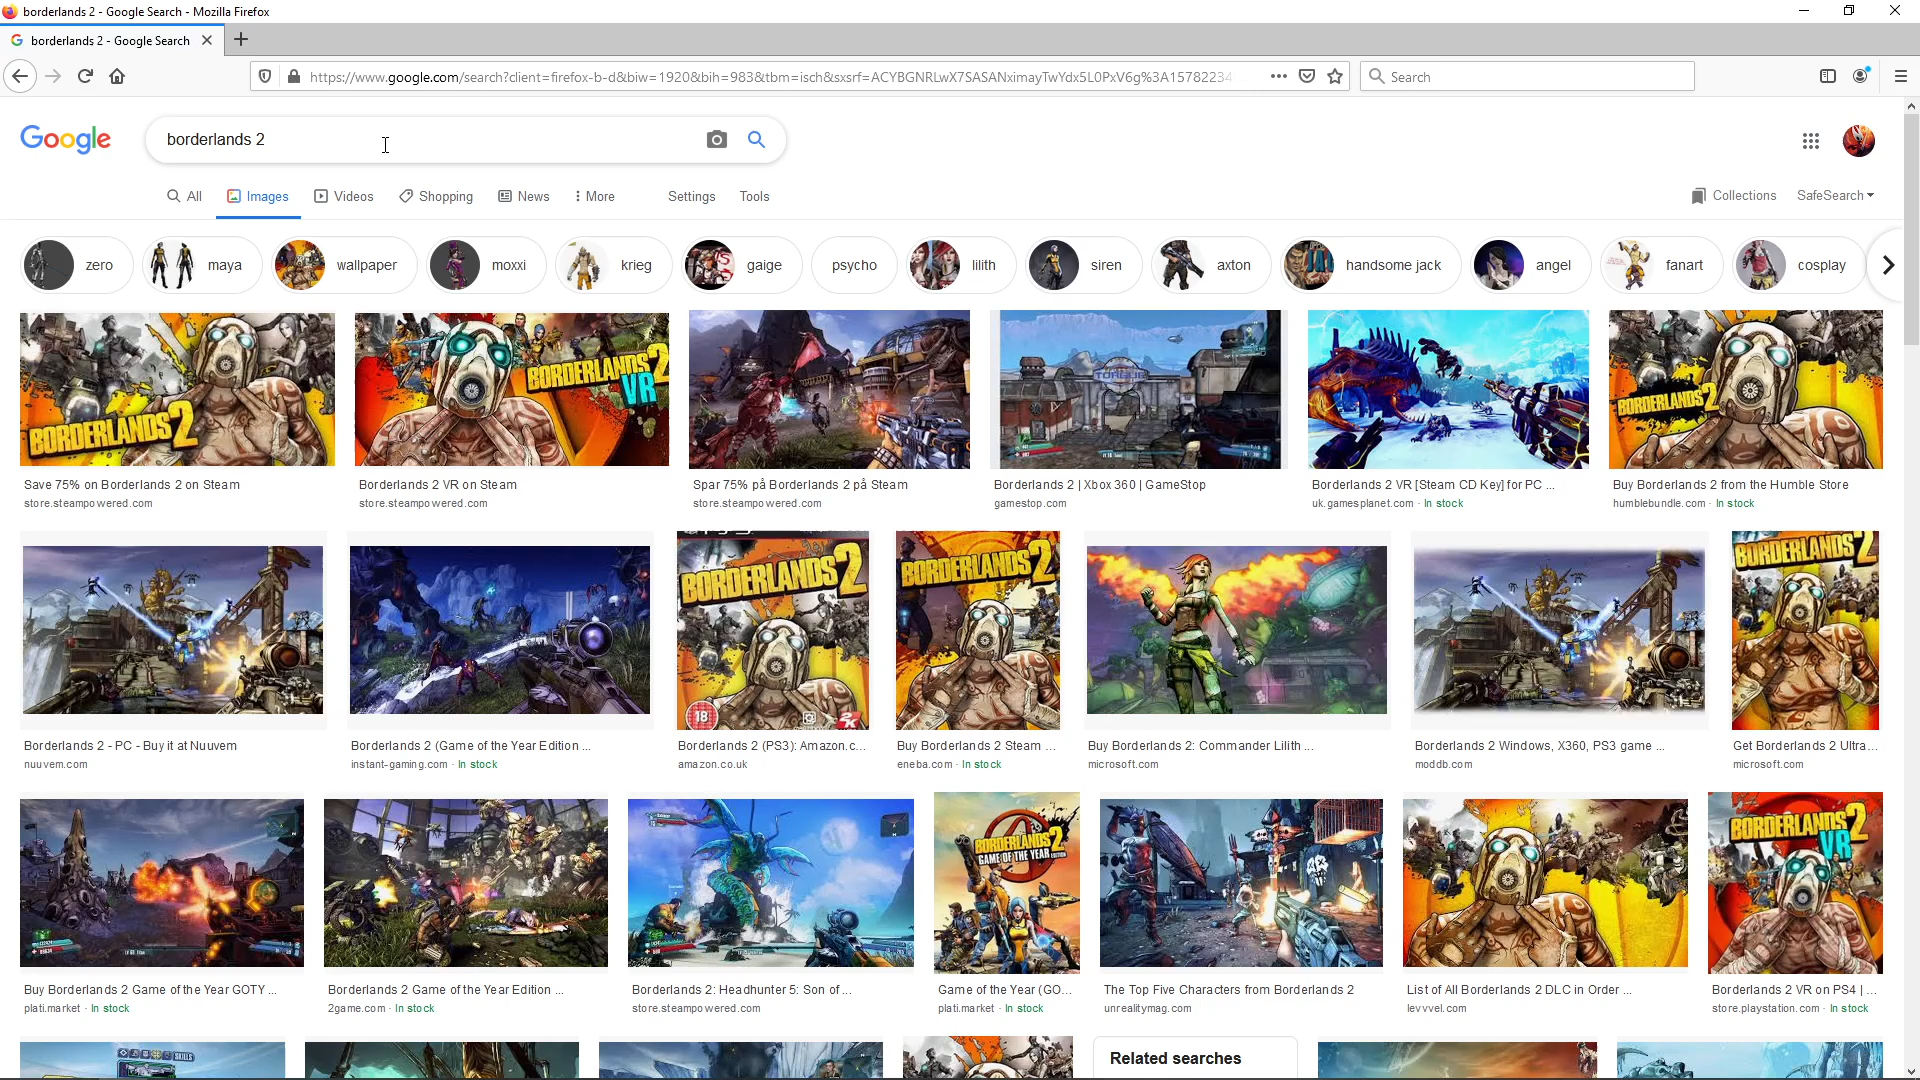 borderlands 2 - Google Search - Mozilla Firefox
borderlands 2 - Google Search
https://www.google.com/search?client=firefox-b-d&biw=1920&bih=983&tbm=isch&sxsrf=ACYBGNRLwX7SASANximayTwYdx5L0PxV6g%3A15782234
Search
Google
borderlands 2
All Images Videos Shopping News More Settings Tools Collections SafeSearch
zero maya wallpaper moxxi krieg gaige psycho lilith siren axton handsome jack angel fanart cosplay
BORDERLANDS 2
BORDERLANDS 2 VR
TORGUE
BORDERLANDS 2
Save 75% on Borderlands 2 on Steam
store.steampowered.com
Borderlands 2 VR on Steam
store.steampowered.com
Spar 75% på Borderlands 2 på Steam
store.steampowered.com
Borderlands 2 | Xbox 360 | GameStop
gamestop.com
Borderlands 2 VR [Steam CD Key] for PC ...
uk.gamesplanet.com · In stock
Buy Borderlands 2 from the Humble Store
humblebundle.com · In stock
BORDERLANDS 2
18
2K
BORDERLANDS 2
BORDERLANDS 2
Borderlands 2 - PC - Buy it at Nuuvem
nuuvem.com
Borderlands 2 (Game of the Year Edition ...
instant-gaming.com · In stock
Borderlands 2 (PS3): Amazon.c...
amazon.co.uk
Buy Borderlands 2 Steam ...
eneba.com · In stock
Buy Borderlands 2: Commander Lilith ...
microsoft.com
Borderlands 2 Windows, X360, PS3 game ...
moddb.com
Get Borderlands 2 Ultra...
microsoft.com
BORDERLANDS 2
GAME OF THE YEAR EDITION
BORDERLANDS 2
VR
Buy Borderlands 2 Game of the Year GOTY ...
plati.market · In stock
Borderlands 2 Game of the Year Edition ...
2game.com · In stock
Borderlands 2: Headhunter 5: Son of ...
store.steampowered.com
Game of the Year (GO...
plati.market · In stock
The Top Five Characters from Borderlands 2
unrealitymag.com
List of All Borderlands 2 DLC in Order ...
levvvel.com
Borderlands 2 VR on PS4 | ...
store.playstation.com · In stock
SKILLS
Related searches